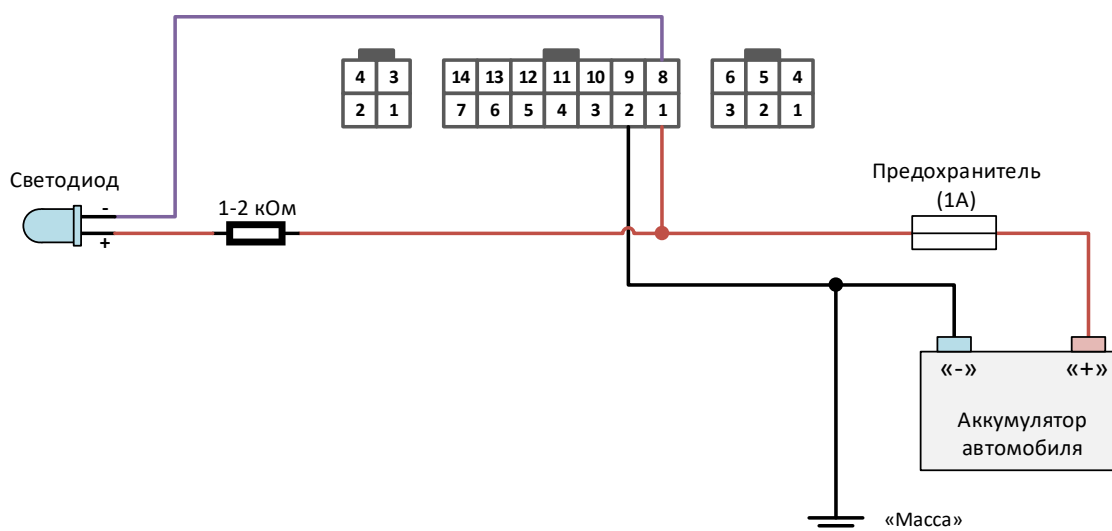 4 3
2 1
14 13 12 11 10 9 8
7 6 5 4 3 2 1
6 5 4
3 2 1
Светодиод
-
+
1-2 кОм
Предохранитель
(1А)
«-» «+»
Аккумулятор
автомобиля
«Масса»